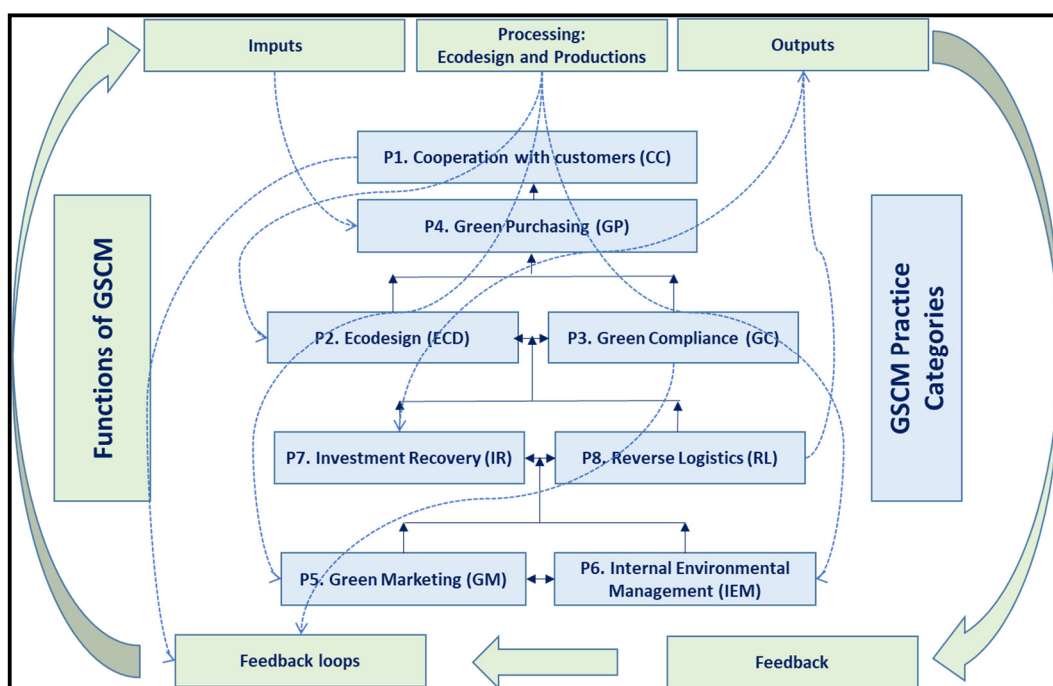 Imputs
Processing:
Ecodesign and Productions
Outputs
P1. Cooperation with customers (CC)
P4. Green Purchasing (GP)
Functions of GSCM
GSCM Practice
Categories
P2. Ecodesign (ECD)
P3. Green Compliance (GC)
P7. Investment Recovery (IR)
P8. Reverse Logistics (RL)
P5. Green Marketing (GM)
P6. Internal Environmental
Management (IEM)
Feedback loops
Feedback